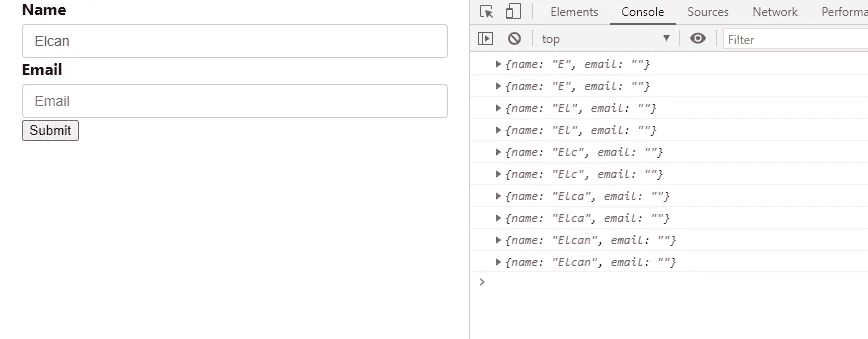 Name
Elcan
Email
Email
Submit
Elements Console Sources Network Performa
top Filter
{name: "E", email: ""}
{name: "E", email: ""}
{name: "El", email: ""}
{name: "El", email: ""}
{name: "Elc", email: ""}
{name: "Elc", email: ""}
{name: "Elca", email: ""}
{name: "Elca", email: ""}
{name: "Elcan", email: ""}
{name: "Elcan", email: ""}